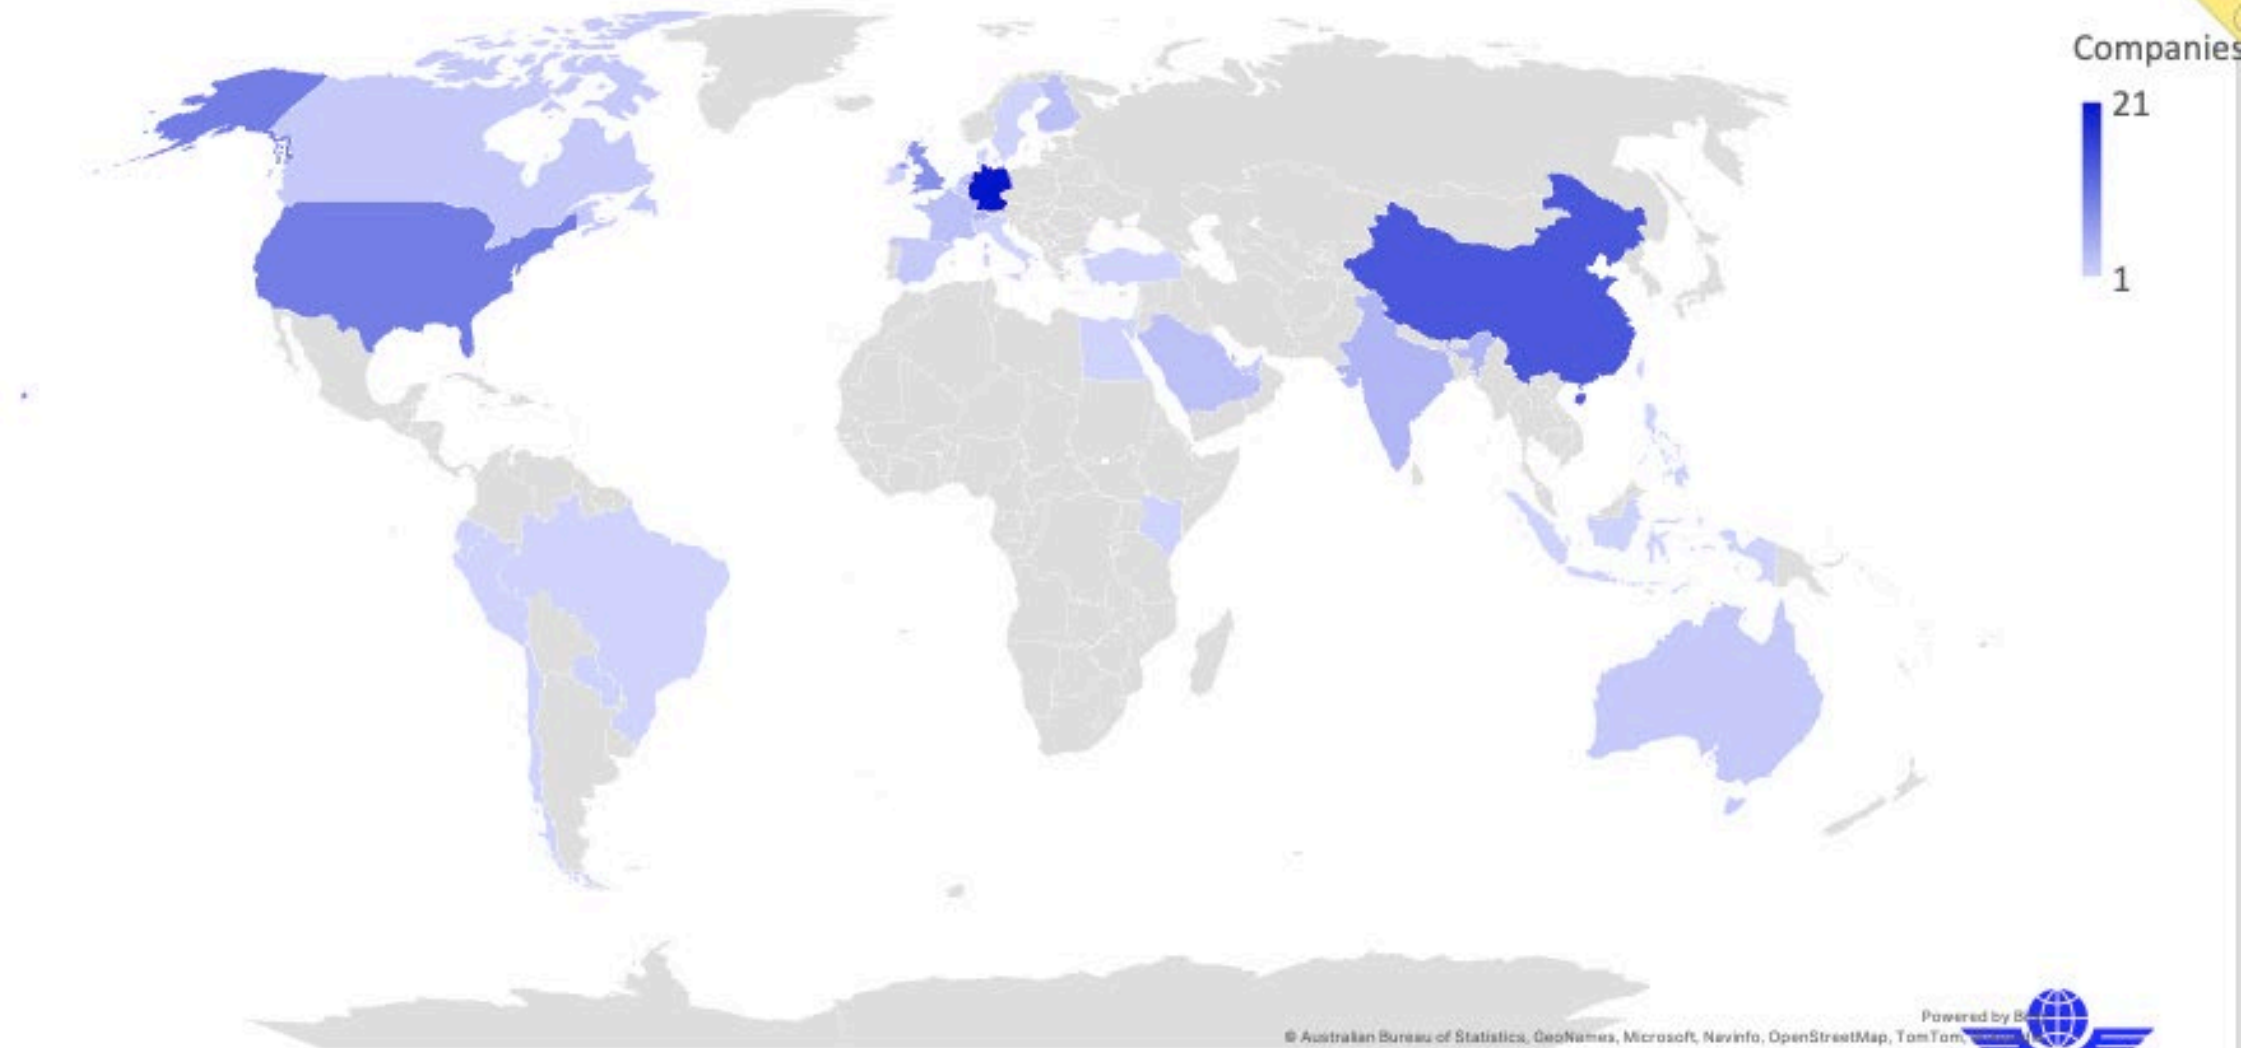 Companies
21
1
Powered by
© Australian Bureau of Statistics, GeoNames, Microsoft, Navinfo, OpenStreetMap, TomTom,